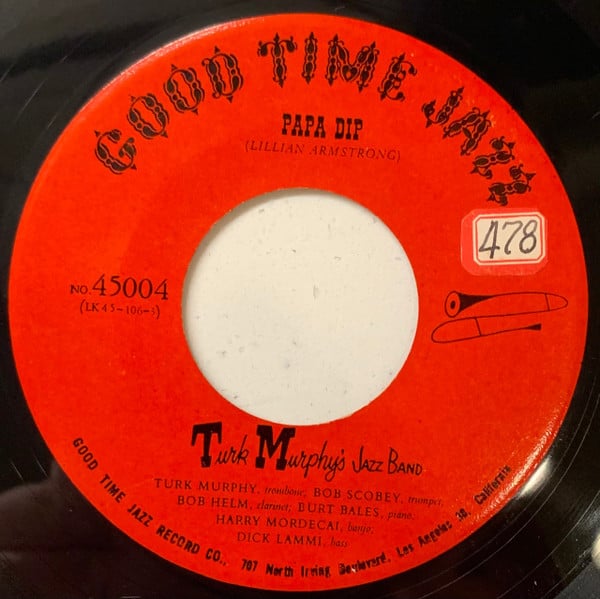 GOOD TIME JAZZ
PAPA DIP
(LILLIAN ARMSTRONG)
478
NO. 45004
(LK45-106-3)
Turk Murphy's JAZZ BAND
TURK MURPHY, trombone; BOB SCOBEY, trumpet,
BOB HELM, clarinet; BURT BALES, piano;
HARRY MORDECAI, banjo;
DICK LAMMI, bass
GOOD TIME JAZZ RECORD CO., 707 North Irving Boulevard, Los Angeles 38, California